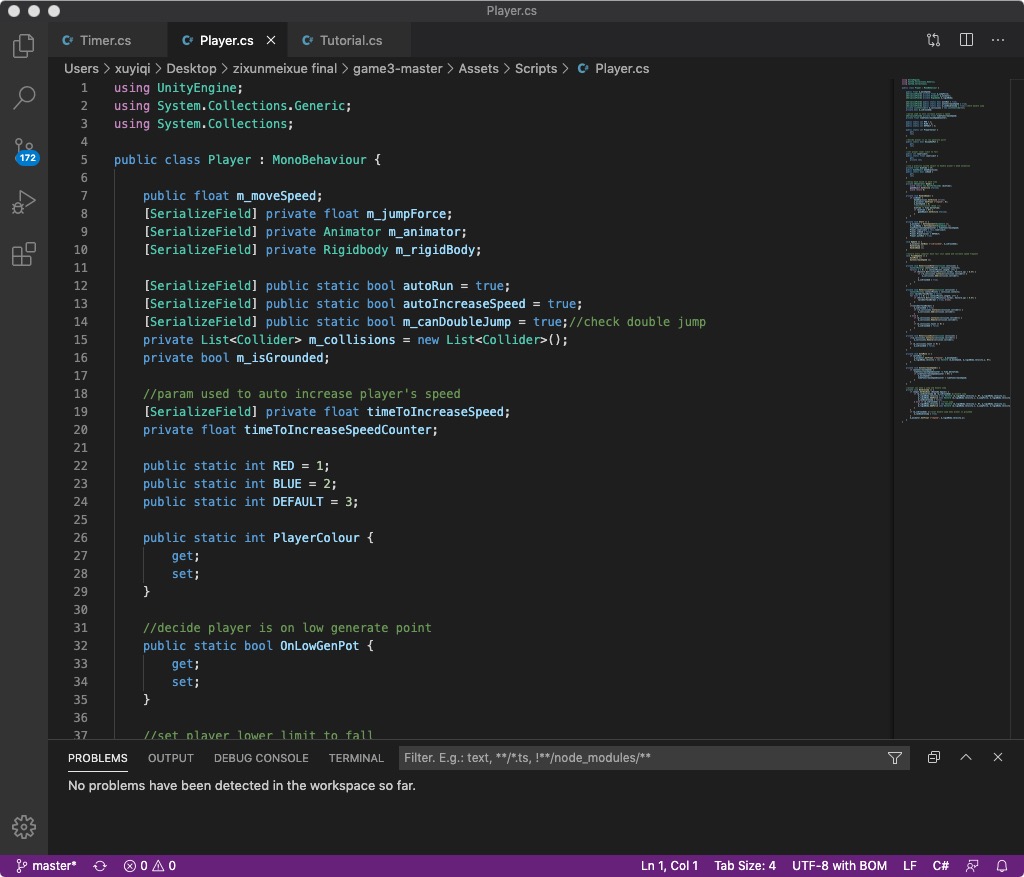 Player.cs
Timer.cs
Player.cs
Tutorial.cs
Users > xuyiqi > Desktop > zixunmeixue final > game3-master > Assets > Scripts > Player.cs
1 using UnityEngine;
2 using System.Collections.Generic;
3 using System.Collections;
4
5 public class Player : MonoBehaviour {
6
7 public float m_moveSpeed;
8 [SerializeField] private float m_jumpForce;
9 [SerializeField] private Animator m_animator;
10 [SerializeField] private Rigidbody m_rigidBody;
11
12 [SerializeField] public static bool autoRun = true;
13 [SerializeField] public static bool autoIncreaseSpeed = true;
14 [SerializeField] public static bool m_canDoubleJump = true;//check double jump
15 private List<Collider> m_collisions = new List<Collider>();
16 private bool m_isGrounded;
17
18 //param used to auto increase player's speed
19 [SerializeField] private float timeToIncreaseSpeed;
20 private float timeToIncreaseSpeedCounter;
21
22 public static int RED = 1;
23 public static int BLUE = 2;
24 public static int DEFAULT = 3;
25
26 public static int PlayerColour {
27 get;
28 set;
29 }
30
31 //decide player is on low generate point
32 public static bool OnLowGenPot {
33 get;
34 set;
35 }
36
37 //set player lower limit to fall
172
PROBLEMS OUTPUT DEBUG CONSOLE TERMINAL Filter. E.g.: text, **/*.ts, !**/node_modules/**
No problems have been detected in the workspace so far.
master* 0 0 Ln 1, Col 1 Tab Size: 4 UTF-8 with BOM LF C#